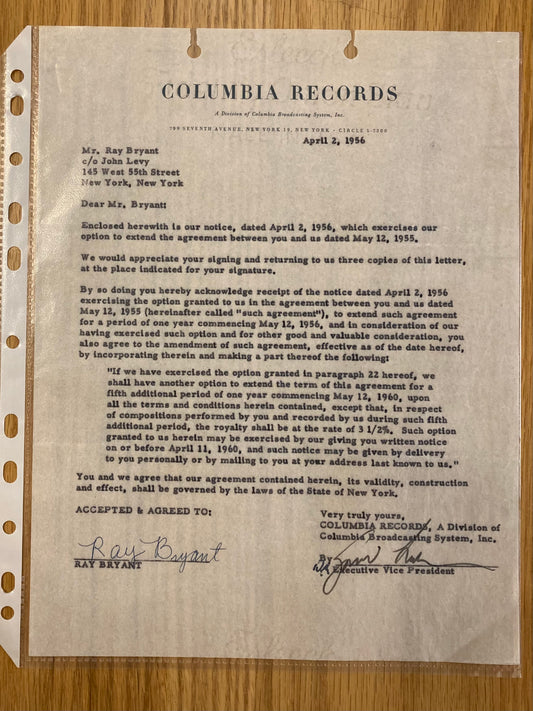 COLUMBIA RECORDS
A Division of Columbia Broadcasting System, Inc.
799 SEVENTH AVENUE, NEW YORK 19, NEW YORK - CIRCLE 5-7300
April 2, 1956
Mr. Ray Bryant
c/o John Levy
145 West 55th Street
New York, New York
Dear Mr. Bryant:
Enclosed herewith is our notice, dated April 2, 1956, which exercises our
option to extend the agreement between you and us dated May 12, 1955.
We would appreciate your signing and returning to us three copies of this letter,
at the place indicated for your signature.
By so doing you hereby acknowledge receipt of the notice dated April 2, 1956
exercising the option granted to us in the agreement between you and us dated
May 12, 1955 (hereinafter called "such agreement"), to extend such agreement
for a period of one year commencing May 12, 1956, and in consideration of our
having exercised such option and for other good and valuable consideration, you
also agree to the amendment of such agreement, effective as of the date hereof,
by incorporating therein and making a part thereof the following:
"If we have exercised the option granted in paragraph 22 hereof, we
shall have another option to extend the term of this agreement for a
fifth additional period of one year commencing May 12, 1960, upon
all the terms and conditions herein contained, except that, in respect
of compositions performed by you and recorded by us during such fifth
additional period, the royalty shall be at the rate of 3 1/2%. Such option
granted to us herein may be exercised by our giving you written notice
on or before April 11, 1960, and such notice may be given by delivery
to you personally or by mailing to you at your address last known to us."
You and we agree that our agreement contained herein, its validity, construction
and effect, shall be governed by the laws of the State of New York.
ACCEPTED & AGREED TO:
Very truly yours,
COLUMBIA RECORDS, A Division of
Columbia Broadcasting System, Inc.
Ray Bryant
RAY BRYANT
By
Executive Vice President